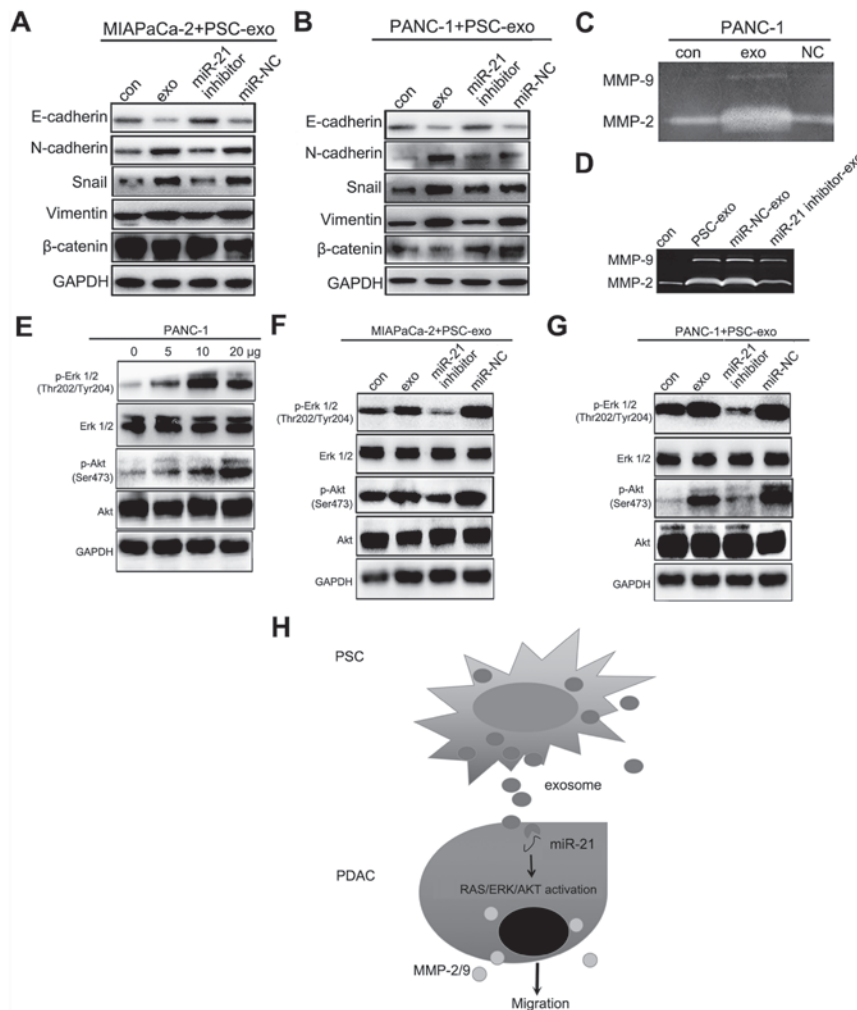 A
MIAPaCa-2+PSC-exo
con
exo
miR-21
inhibitor
miR-NC
E-cadherin
N-cadherin
Snail
Vimentin
β-catenin
GAPDH
B
PANC-1+PSC-exo
con
exo
miR-21
inhibitor
miR-NC
E-cadherin
N-cadherin
Snail
Vimentin
β-catenin
GAPDH
C
PANC-1
con
exo
NC
MMP-9
MMP-2
D
con
PSC-exo
miR-NC-exo
miR-21 inhibitor-exo
MMP-9
MMP-2
E
PANC-1
0 5 10 20 µg
p-Erk 1/2
(Thr202/Tyr204)
Erk 1/2
p-Akt
(Ser473)
Akt
GAPDH
F
MIAPaCa-2+PSC-exo
con
exo
miR-21
inhibitor
miR-NC
p-Erk 1/2
(Thr202/Tyr204)
Erk 1/2
p-Akt
(Ser473)
Akt
GAPDH
G
PANC-1+PSC-exo
con
exo
miR-21
inhibitor
miR-NC
p-Erk 1/2
(Thr202/Tyr204)
Erk 1/2
p-Akt
(Ser473)
Akt
GAPDH
H
PSC
exosome
miR-21
PDAC
RAS/ERK/AKT activation
MMP-2/9
Migration